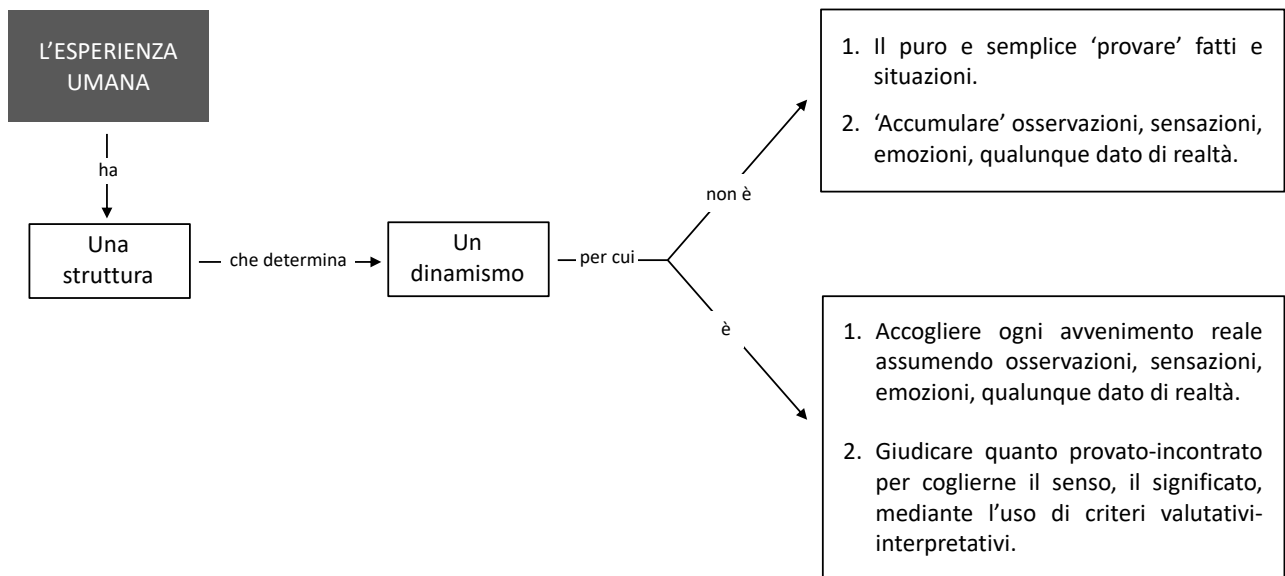 L’ESPERIENZA
UMANA
ha
Una
struttura
che determina
Un
dinamismo
per cui
non è
1. Il puro e semplice ‘provare’ fatti e
situazioni.
2. ‘Accumulare’ osservazioni, sensazioni,
emozioni, qualunque dato di realtà.
è
1. Accogliere ogni avvenimento reale
assumendo osservazioni, sensazioni,
emozioni, qualunque dato di realtà.
2. Giudicare quanto provato-incontrato
per coglierne il senso, il significato,
mediante l’uso di criteri valutativi-
interpretativi.